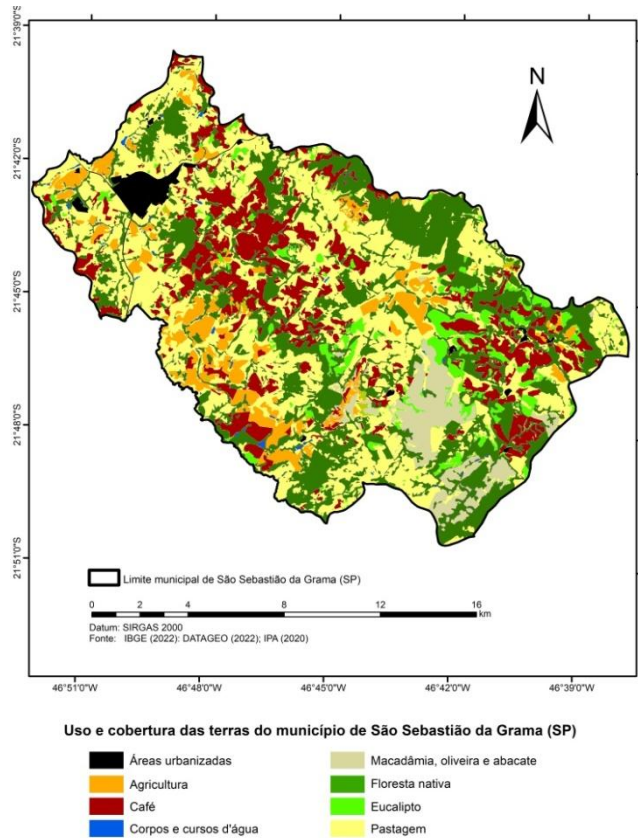 21°39'0"S
21°42'0"S
21°45'0"S
21°48'0"S
21°51'0"S
N
Limite municipal de São Sebastião da Grama (SP)
0 2 4 8 12 16
km
Datum: SIRGAS 2000
Fonte: IBGE (2022): DATAGEO (2022); IPA (2020)
46°51'0"W 46°48'0"W 46°45'0"W 46°42'0"W 46°39'0"W
Uso e cobertura das terras do município de São Sebastião da Grama (SP)
Áreas urbanizadas
Agricultura
Café
Corpos e cursos d'água
Macadâmia, oliveira e abacate
Floresta nativa
Eucalipto
Pastagem